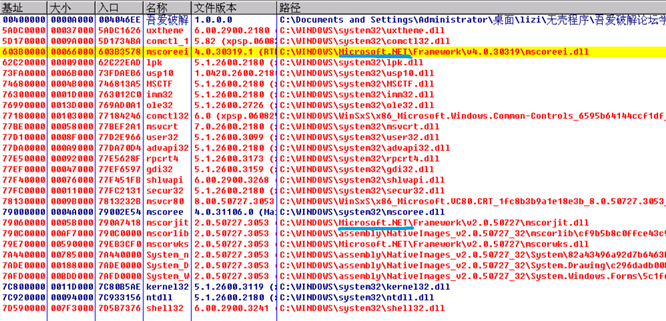 基址 大小 入口 名称 文件版本 路径
00400000 0000A000 004046EE 吾爱破解 1.0.0.0 C:\Documents and Settings\Administrator\桌面\lizi\无壳程序\吾爱破解论坛学
5ADC0000 00037000 5ADC1626 uxtheme 6.00.2900.2180 ( C:\WINDOWS\system32\uxtheme.dll
5D170000 0009A000 5D1734BA comctl_1 5.82 (xpsp.06082 C:\WINDOWS\system32\comctl32.dll
603B0000 00066000 603B3578 mscoreei 4.0.30319.1 (RTM C:\WINDOWS\Microsoft.NET\Framework\v4.0.30319\mscoreei.dll
62C20000 00009000 62C22EAD lpk 5.1.2600.2180 (x C:\WINDOWS\system32\lpk.dll
73FA0000 0006B000 73FDAEB6 usp10 1.0420.2600.2180 C:\WINDOWS\system32\usp10.dll
74680000 0004B000 746813A5 MSCTF 5.1.2600.2180 (x C:\WINDOWS\system32\MSCTF.dll
76300000 0001D000 763012C0 imm32 5.1.2600.2180 (x C:\WINDOWS\system32\imm32.dll
76990000 0013D000 769AD0A1 ole32 5.1.2600.2726 (x C:\WINDOWS\system32\ole32.dll
77180000 00103000 77184246 comctl32 6.0 (xpsp.060825 C:\WINDOWS\WinSxS\x86_Microsoft.Windows.Common-Controls_6595b64144ccf1df_
77BE0000 00058000 77BEF2A1 msvcrt 7.0.2600.2180 (x C:\WINDOWS\system32\msvcrt.dll
77D10000 0008F000 77D2E966 user32 5.1.2600.3099 (x C:\WINDOWS\system32\user32.dll
77DA0000 000A9000 77DA70D4 advapi32 5.1.2600.2180 (x C:\WINDOWS\system32\advapi32.dll
77E50000 00092000 77E5628F rpcrt4 5.1.2600.3173 (x C:\WINDOWS\system32\rpcrt4.dll
77EF0000 00047000 77EF6597 gdi32 5.1.2600.3159 (x C:\WINDOWS\system32\gdi32.dll
77F40000 00076000 77F451FB shlwapi 6.00.2900.3268 ( C:\WINDOWS\system32\shlwapi.dll
77FC0000 00011000 77FC2131 secur32 5.1.2600.2180 (x C:\WINDOWS\system32\secur32.dll
78130000 0009B000 7813232B msvcr80 8.00.50727.3053 C:\WINDOWS\WinSxS\x86_Microsoft.VC80.CRT_1fc8b3b9a1e18e3b_8.0.50727.3053_
79000000 0004A000 79002E54 mscoree 4.0.31106.0 (Ma: C:\WINDOWS\system32\mscoree.dll
79060000 0005B000 790A7418 mscorjit 2.0.50727.3053 ( C:\WINDOWS\Microsoft.NET\Framework\v2.0.50727\mscorjit.dll
790C0000 00AF7000 790C0000 mscorlib 2.0.50727.3053 ( C:\WINDOWS\assembly\NativeImages_v2.0.50727_32\mscorlib\cf9b5b8c0ffce43c9
79E70000 00590000 79EB3CF0 mscorwks 2.0.50727.3053 ( C:\WINDOWS\Microsoft.NET\Framework\v2.0.50727\mscorwks.dll
7A440000 00785000 7A440000 System_n 2.0.50727.3053 ( C:\WINDOWS\assembly\NativeImages_v2.0.50727_32\System\82a43496a92d7b6463b
7ADE0000 00188000 7ADE0000 System_D 2.0.50727.3053 ( C:\WINDOWS\assembly\NativeImages_v2.0.50727_32\System.Drawing\c296dadb00b
7AFD0000 00BD0000 7AFD0000 System_W 2.0.50727.3053 ( C:\WINDOWS\assembly\NativeImages_v2.0.50727_32\System.Windows.Forms\5c1fe
7C800000 0011D000 7C80B5AE kernel32 5.1.2600.3119 (x C:\WINDOWS\system32\kernel32.dll
7C920000 00094000 7C933156 ntdll 5.1.2600.2180 (x C:\WINDOWS\system32\ntdll.dll
7D590000 007F3000 7D5B7376 shell32 6.00.2900.3241 ( C:\WINDOWS\system32\shell32.dll